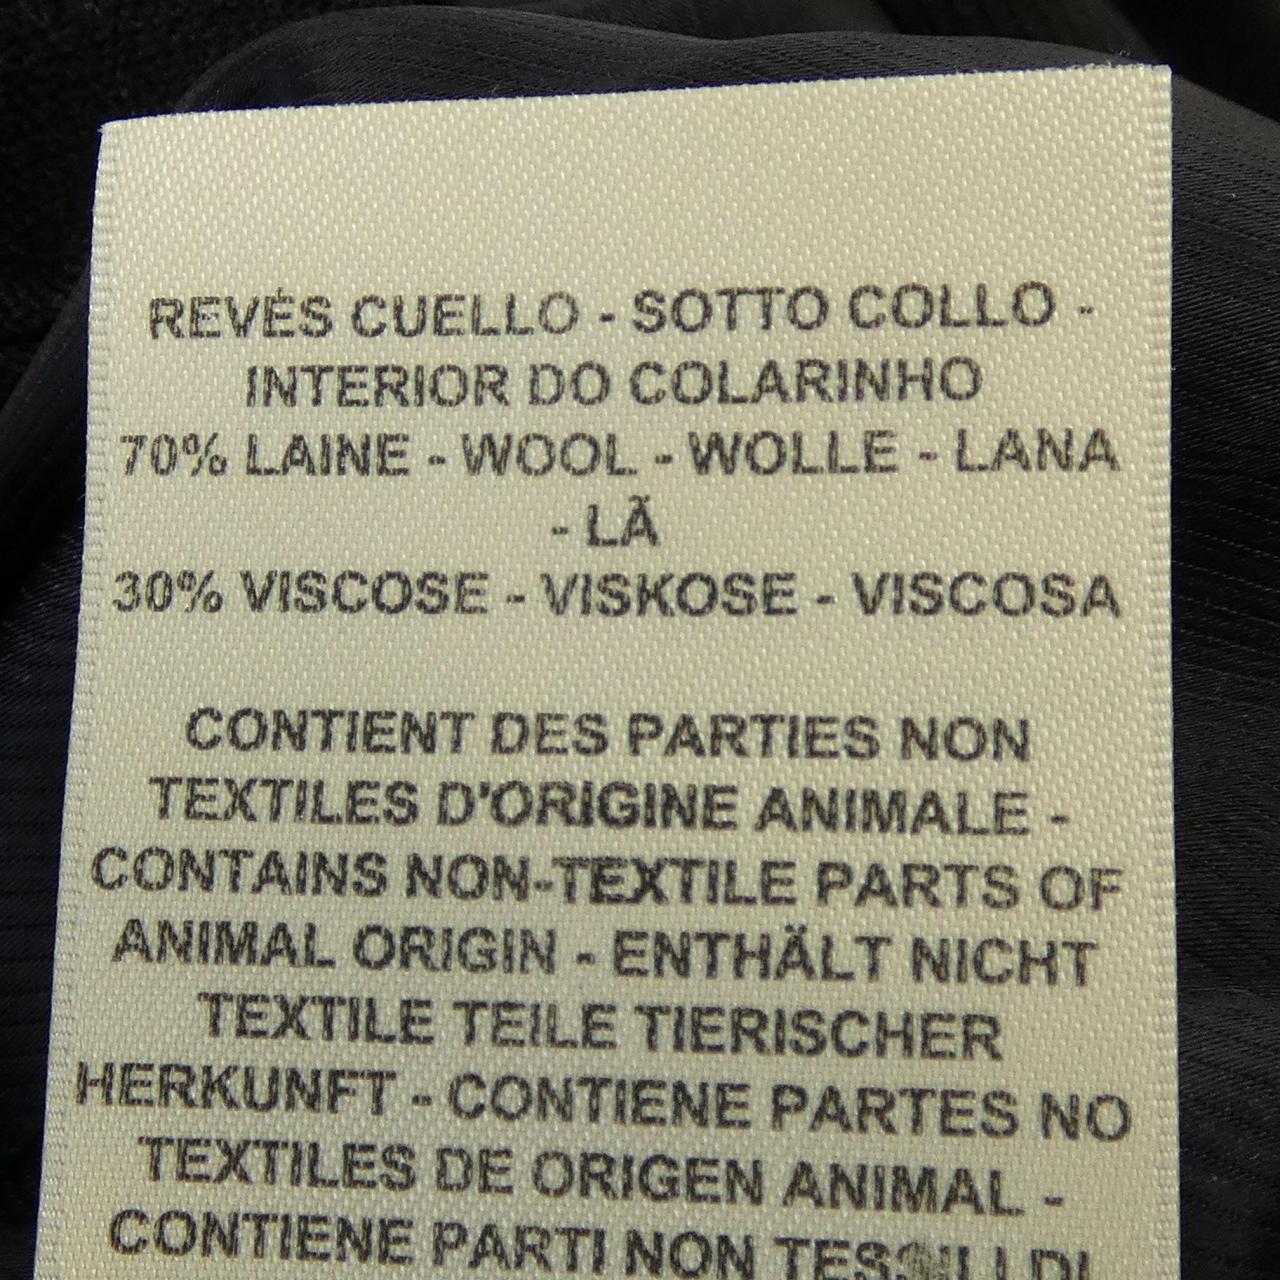 REVÉS CUELLO - SOTTO COLLO -
INTERIOR DO COLARINHO
70% LAINE - WOOL - WOLLE - LANA
- LÃ
30% VISCOSE - VISKOSE - VISCOSA
CONTIENT DES PARTIES NON
TEXTILES D'ORIGINE ANIMALE -
CONTAINS NON-TEXTILE PARTS OF
ANIMAL ORIGIN - ENTHÄLT NICHT
TEXTILE TEILE TIERISCHER
HERKUNFT - CONTIENE PARTES NO
TEXTILES DE ORIGEN ANIMAL -
CONTIENE PARTI NON TESSILI DI